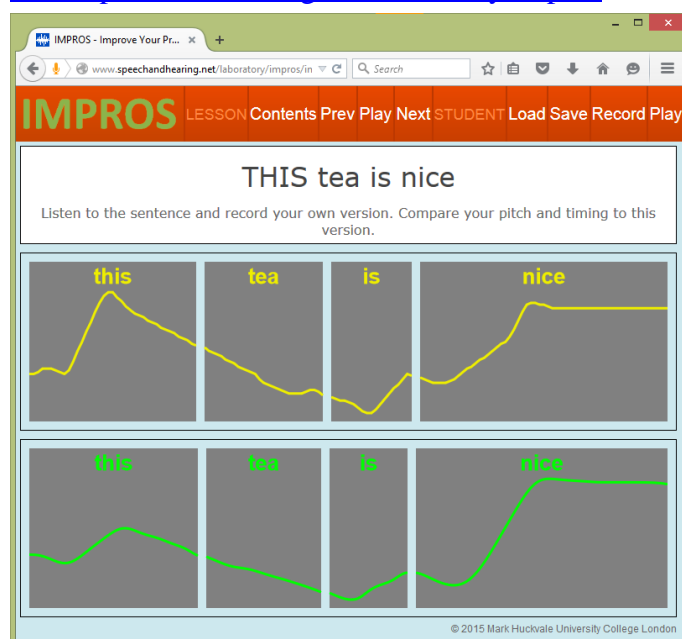 IMPROS - Improve Your Pr...
www.speechandhearing.net/laboratory/impros/in
Search
IMPROS LESSON Contents Prev Play Next STUDENT Load Save Record Play
THIS tea is nice
Listen to the sentence and record your own version. Compare your pitch and timing to this
version.
this tea is nice
this tea is nice
© 2015 Mark Huckvale University College London